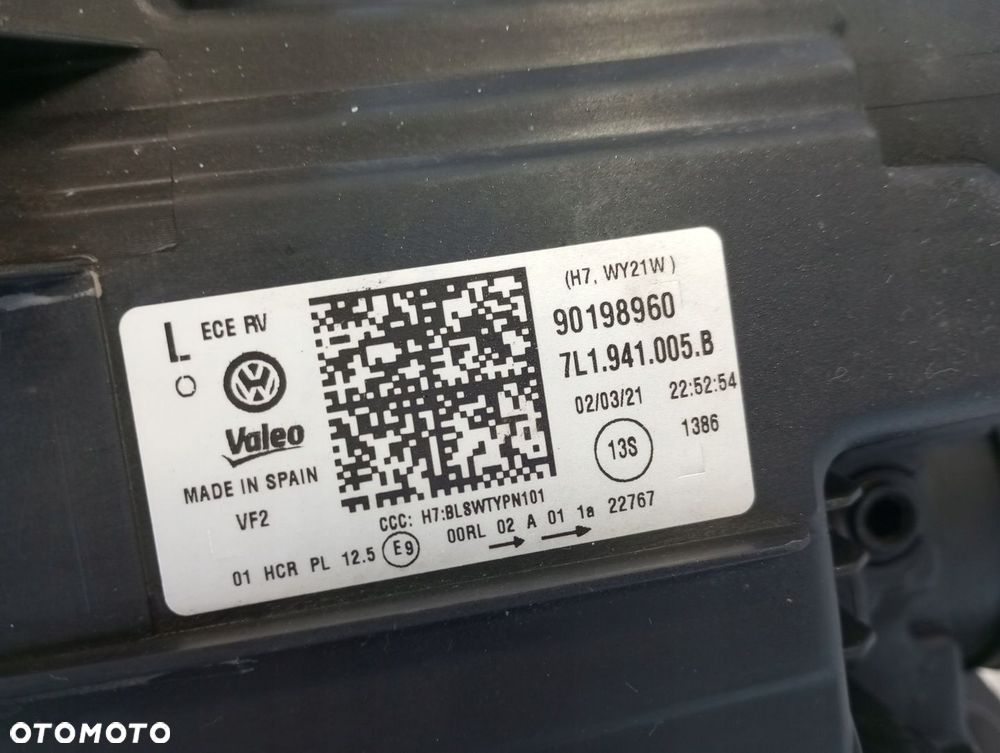 (H7, WY21W)
L ECE RV
90198960
7L1.941.005.B
02/03/21 22:52:54
Valeo
13S
1386
MADE IN SPAIN
VF2
CCC: H7:BLSWTYPN101
01 HCR PL 12.5 E9 00RL 02 A 01 1a 22767
OTOMOTO